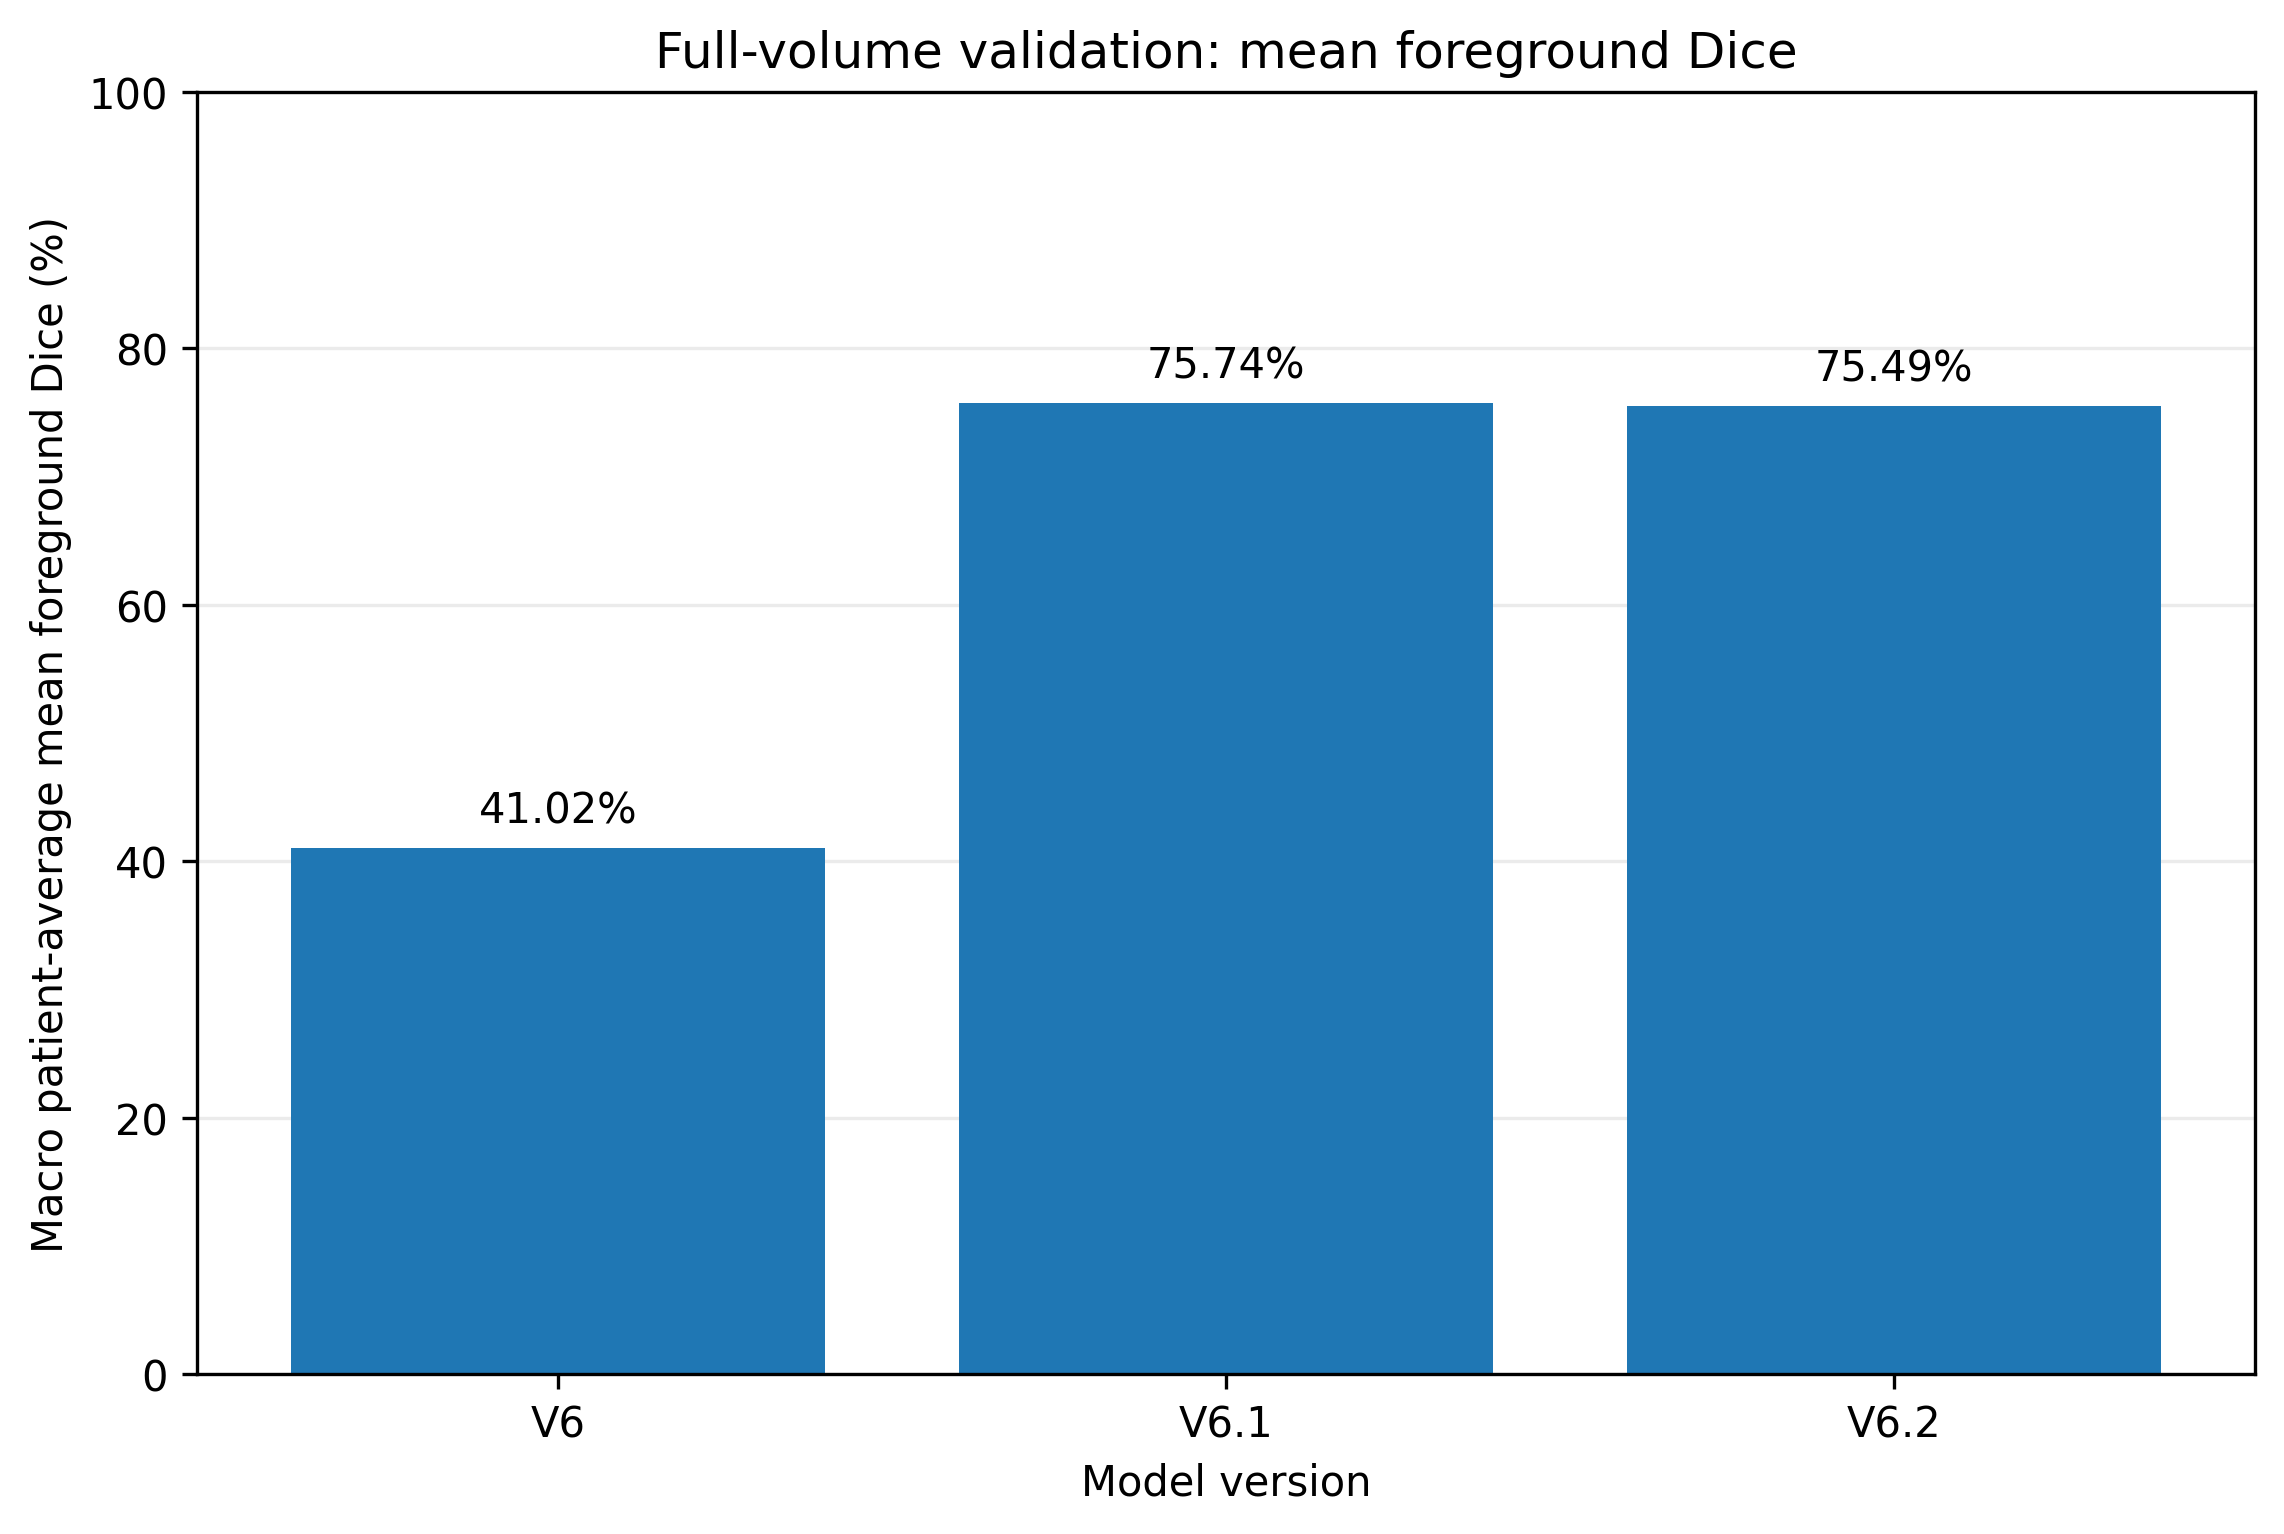 Full-volume validation: mean foreground Dice
Macro patient-average mean foreground Dice (%)
100
80
60
40
20
0
41.02%
75.74%
75.49%
V6
V6.1
V6.2
Model version